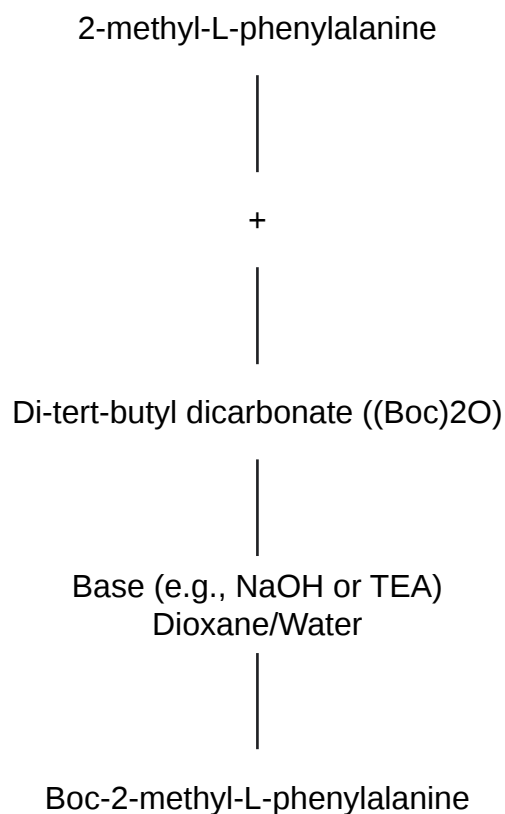 2-methyl-L-phenylalanine
+
Di-tert-butyl dicarbonate ((Boc)2O)
Base (e.g., NaOH or TEA)
Dioxane/Water
Boc-2-methyl-L-phenylalanine